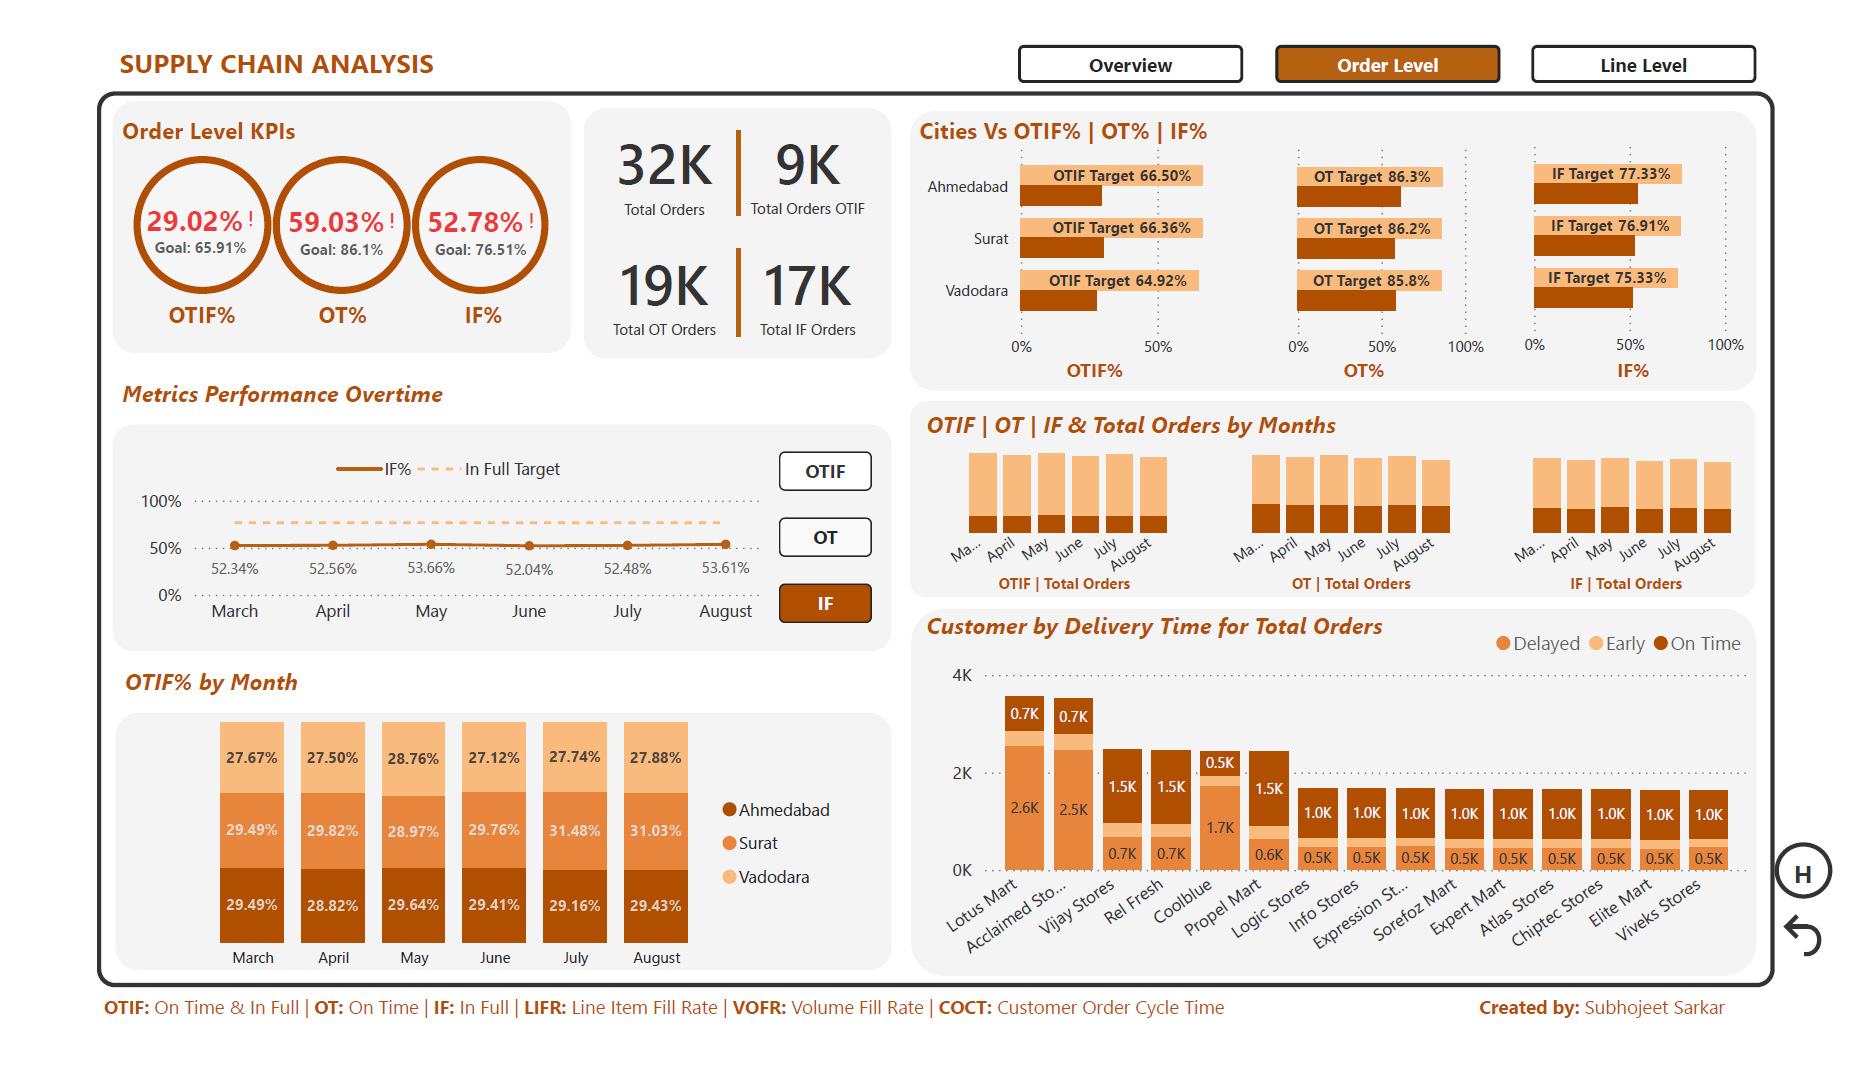 SUPPLY CHAIN ANALYSIS
Overview
Order Level
Line Level
Order Level KPIs
29.02% !
Goal: 65.91%
OTIF%
59.03% !
Goal: 86.1%
OT%
52.78% !
Goal: 76.51%
IF%
32K
Total Orders
9K
Total Orders OTIF
19K
Total OT Orders
17K
Total IF Orders
Cities Vs OTIF% | OT% | IF%
Ahmedabad
Surat
Vadodara
OTIF Target 66.50%
OTIF Target 66.36%
OTIF Target 64.92%
0% 50%
OTIF%
OT Target 86.3%
OT Target 86.2%
OT Target 85.8%
0% 50% 100%
OT%
IF Target 77.33%
IF Target 76.91%
IF Target 75.33%
0% 50% 100%
IF%
Metrics Performance Overtime
IF% In Full Target
100%
50%
0%
52.34% 52.56% 53.66% 52.04% 52.48% 53.61%
March April May June July August
OTIF
OT
IF
OTIF | OT | IF & Total Orders by Months
Ma... April May June July August
OTIF | Total Orders
Ma... April May June July August
OT | Total Orders
Ma... April May June July August
IF | Total Orders
OTIF% by Month
27.67% 27.50% 28.76% 27.12% 27.74% 27.88%
29.49% 29.82% 28.97% 29.76% 31.48% 31.03%
29.49% 28.82% 29.64% 29.41% 29.16% 29.43%
March April May June July August
Ahmedabad
Surat
Vadodara
Customer by Delivery Time for Total Orders
Delayed Early On Time
4K
2K
0K
0.7K 0.7K 1.5K 1.5K 0.5K 1.5K 1.0K 1.0K 1.0K 1.0K 1.0K 1.0K 1.0K 1.0K 1.0K
2.6K 2.5K 0.7K 0.7K 1.7K 0.6K 0.5K 0.5K 0.5K 0.5K 0.5K 0.5K 0.5K 0.5K 0.5K
Lotus Mart
Acclaimed Sto...
Vijay Stores
Rel Fresh
Coolblue
Propel Mart
Logic Stores
Info Stores
Expression St...
Sorefoz Mart
Expert Mart
Atlas Stores
Chiptec Stores
Elite Mart
Viveks Stores
H
OTIF: On Time & In Full | OT: On Time | IF: In Full | LIFR: Line Item Fill Rate | VOFR: Volume Fill Rate | COCT: Customer Order Cycle Time
Created by: Subhojeet Sarkar